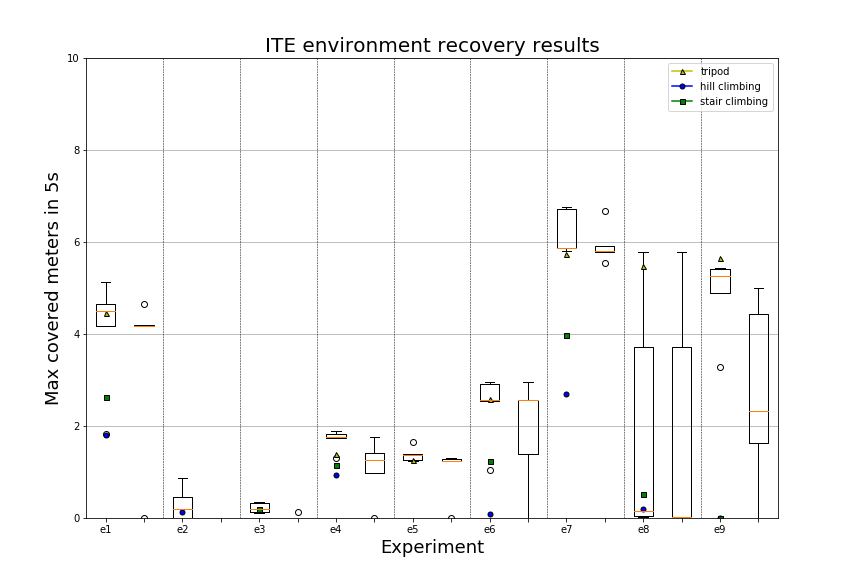 ITE environment recovery results
Max covered meters in 5s
10
8
6
4
2
0
tripod
hill climbing
stair climbing
e1 e2 e3 e4 e5 e6 e7 e8 e9
Experiment